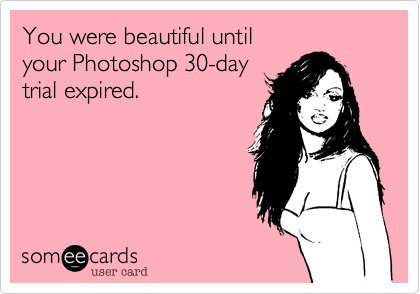 You were beautiful until
your Photoshop 30-day
trial expired.
someecards
user card